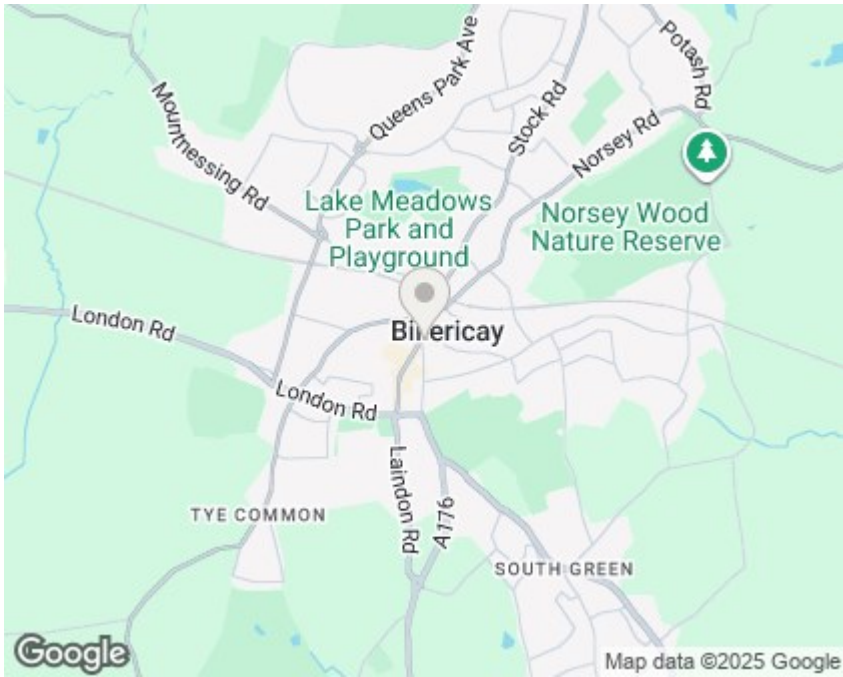 Queens Park Ave
Stock Rd
Potash Rd
Mountnessing Rd
Norsey Rd
Lake Meadows
Park and
Playground
Norsey Wood
Nature Reserve
London Rd
Billericay
London Rd
Laindon Rd
A176
TYE COMMON
SOUTH GREEN
Google
Map data ©2025 Google